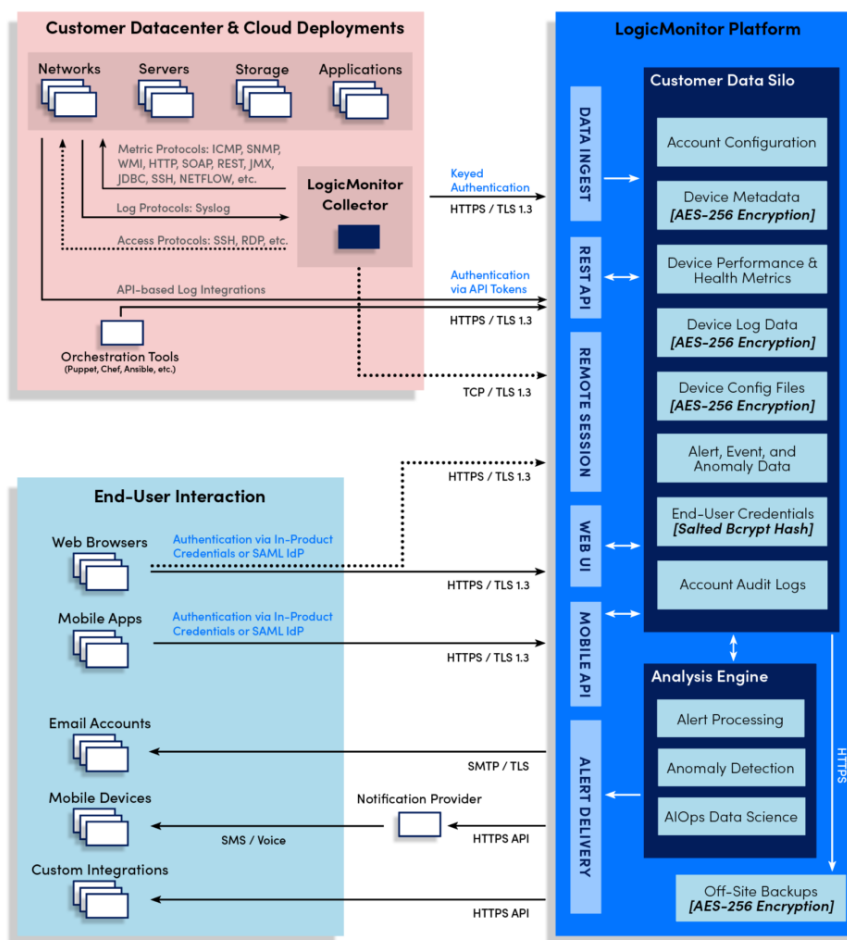 Customer Datacenter & Cloud Deployments
Networks
Servers
Storage
Applications
Metric Protocols: ICMP, SNMP,
WMI, HTTP, SOAP, REST, JMX,
JDBC, SSH, NETFLOW, etc.
LogicMonitor
Collector
Log Protocols: Syslog
Access Protocols: SSH, RDP, etc.
API-based Log Integrations
Orchestration Tools
(Puppet, Chef, Ansible, etc.)
Keyed
Authentication
HTTPS / TLS 1.3
Authentication
via API Tokens
HTTPS / TLS 1.3
TCP / TLS 1.3
HTTPS / TLS 1.3
End-User Interaction
Web Browsers
Authentication via In-Product
Credentials or SAML IdP
HTTPS / TLS 1.3
Mobile Apps
Authentication via In-Product
Credentials or SAML IdP
HTTPS / TLS 1.3
Email Accounts
SMTP / TLS
Mobile Devices
Notification Provider
SMS / Voice
HTTPS API
Custom Integrations
HTTPS API
LogicMonitor Platform
DATA INGEST
REST API
REMOTE SESSION
WEB UI
MOBILE API
ALERT DELIVERY
Customer Data Silo
Account Configuration
Device Metadata
[AES-256 Encryption]
Device Performance &
Health Metrics
Device Log Data
[AES-256 Encryption]
Device Config Files
[AES-256 Encryption]
Alert, Event, and
Anomaly Data
End-User Credentials
[Salted Bcrypt Hash]
Account Audit Logs
Analysis Engine
Alert Processing
Anomaly Detection
AIOps Data Science
HTTPS
Off-Site Backups
[AES-256 Encryption]